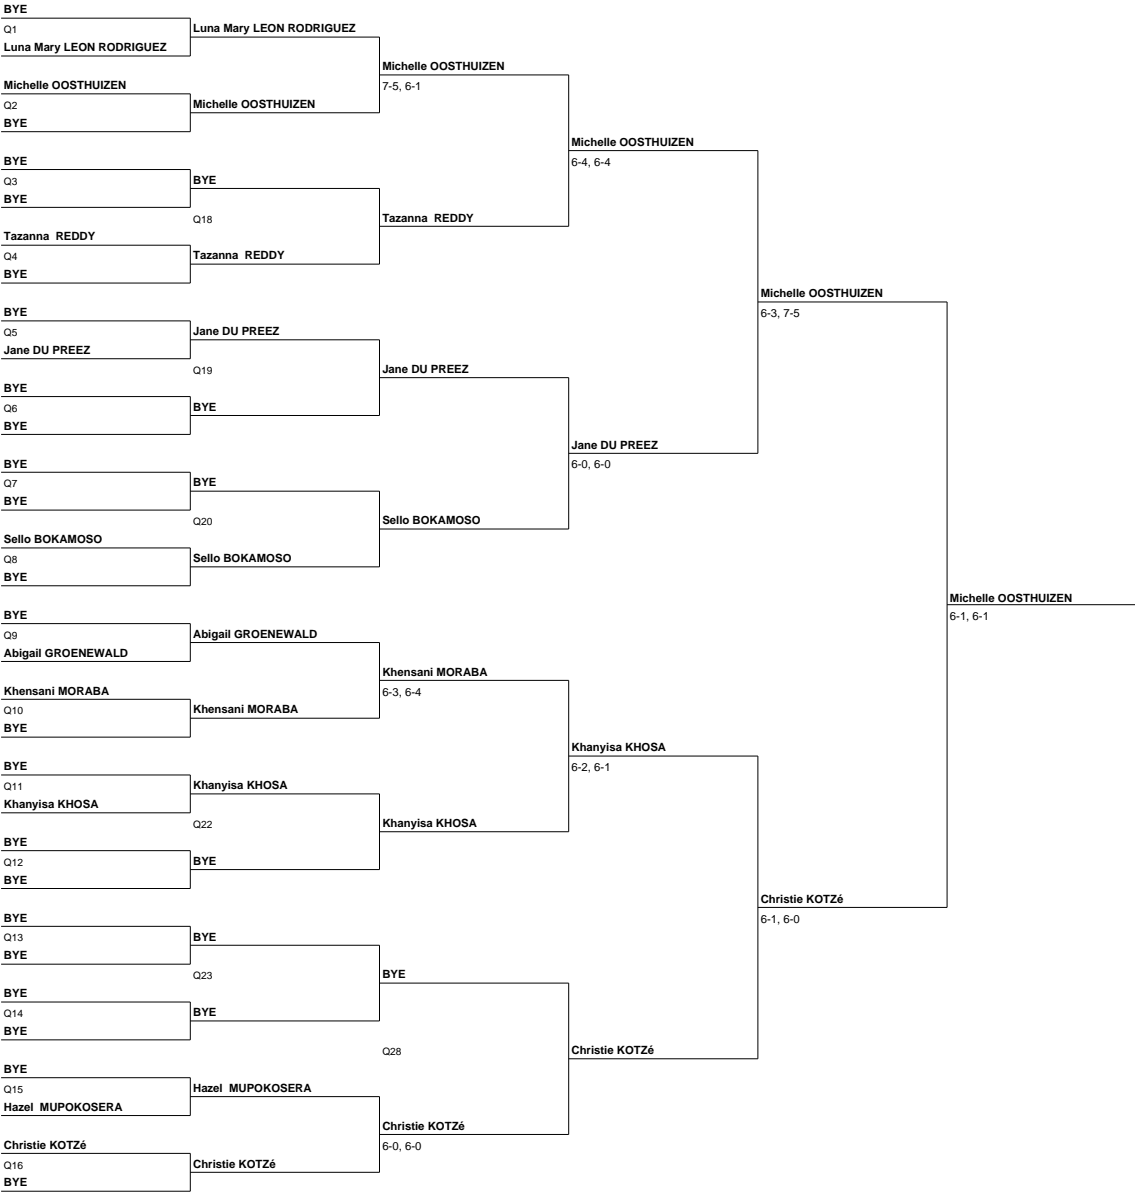 BYE
Q1
Luna Mary LEON RODRIGUEZ
Michelle OOSTHUIZEN
Q2
BYE
BYE
Q3
BYE
Tazanna  REDDY
Q4
BYE
BYE
Q5
Jane DU PREEZ
BYE
Q6
BYE
BYE
Q7
BYE
Sello BOKAMOSO
Q8
BYE
BYE
Q9
Abigail GROENEWALD
Khensani MORABA
Q10
BYE
BYE
Q11
Khanyisa KHOSA
BYE
Q12
BYE
BYE
Q13
BYE
BYE
Q14
BYE
BYE
Q15
Hazel  MUPOKOSERA
Christie KOTZé
Q16
BYE
Luna Mary LEON RODRIGUEZ
Michelle OOSTHUIZEN
BYE
Q18
Tazanna  REDDY
Jane DU PREEZ
Q19
BYE
BYE
Q20
Sello BOKAMOSO
Abigail GROENEWALD
Khensani MORABA
Khanyisa KHOSA
Q22
BYE
BYE
Q23
BYE
Hazel  MUPOKOSERA
Christie KOTZé
Michelle OOSTHUIZEN
7-5, 6-1
Tazanna  REDDY
Jane DU PREEZ
Sello BOKAMOSO
Khensani MORABA
6-3, 6-4
Khanyisa KHOSA
BYE
Q28
Christie KOTZé
6-0, 6-0
Michelle OOSTHUIZEN
6-4, 6-4
Jane DU PREEZ
6-0, 6-0
Khanyisa KHOSA
6-2, 6-1
Christie KOTZé
Michelle OOSTHUIZEN
6-3, 7-5
Christie KOTZé
6-1, 6-0
Michelle OOSTHUIZEN
6-1, 6-1